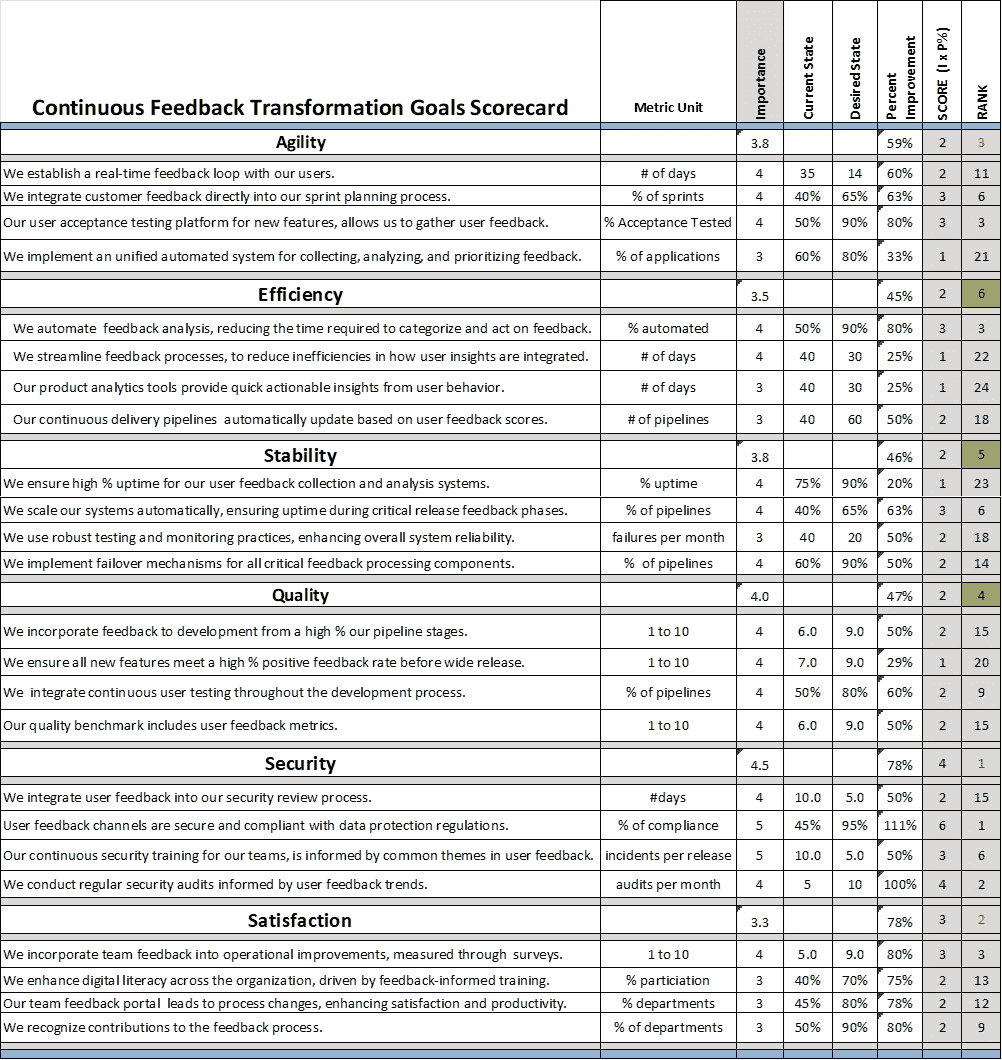 Continuous Feedback Transformation Goals Scorecard Metric Unit Importance Current State Desired State Percent Improvement SCORE (I x P%) RANK
Agility 3.8 59% 2 3
We establish a real-time feedback loop with our users. # of days 4 35 14 60% 2 11
We integrate customer feedback directly into our sprint planning process. % of sprints 4 40% 65% 63% 3 6
Our user acceptance testing platform for new features, allows us to gather user feedback. % Acceptance Tested 4 50% 90% 80% 3 3
We implement an unified automated system for collecting, analyzing, and prioritizing feedback. % of applications 3 60% 80% 33% 1 21
Efficiency 3.5 45% 2 6
We automate feedback analysis, reducing the time required to categorize and act on feedback. % automated 4 50% 90% 80% 3 3
We streamline feedback processes, to reduce inefficiencies in how user insights are integrated. # of days 4 40 30 25% 1 22
Our product analytics tools provide quick actionable insights from user behavior. # of days 3 40 30 25% 1 24
Our continuous delivery pipelines automatically update based on user feedback scores. # of pipelines 3 40 60 50% 2 18
Stability 3.8 46% 2 5
We ensure high % uptime for our user feedback collection and analysis systems. % uptime 4 75% 90% 20% 1 23
We scale our systems automatically, ensuring uptime during critical release feedback phases. % of pipelines 4 40% 65% 63% 3 6
We use robust testing and monitoring practices, enhancing overall system reliability. failures per month 3 40 20 50% 2 18
We implement failover mechanisms for all critical feedback processing components. % of pipelines 4 60% 90% 50% 2 14
Quality 4.0 47% 2 4
We incorporate feedback to development from a high % our pipeline stages. 1 to 10 4 6.0 9.0 50% 2 15
We ensure all new features meet a high % positive feedback rate before wide release. 1 to 10 4 7.0 9.0 29% 1 20
We integrate continuous user testing throughout the development process. % of pipelines 4 50% 80% 60% 2 9
Our quality benchmark includes user feedback metrics. 1 to 10 4 6.0 9.0 50% 2 15
Security 4.5 78% 4 1
We integrate user feedback into our security review process. #days 4 10.0 5.0 50% 2 15
User feedback channels are secure and compliant with data protection regulations. % of compliance 5 45% 95% 111% 6 1
Our continuous security training for our teams, is informed by common themes in user feedback. incidents per release 5 10.0 5.0 50% 3 6
We conduct regular security audits informed by user feedback trends. audits per month 4 5 10 100% 4 2
Satisfaction 3.3 78% 3 2
We incorporate team feedback into operational improvements, measured through surveys. 1 to 10 4 5.0 9.0 80% 3 3
We enhance digital literacy across the organization, driven by feedback-informed training. % particiation 3 40% 70% 75% 2 13
Our team feedback portal leads to process changes, enhancing satisfaction and productivity. % departments 3 45% 80% 78% 2 12
We recognize contributions to the feedback process. % of departments 3 50% 90% 80% 2 9